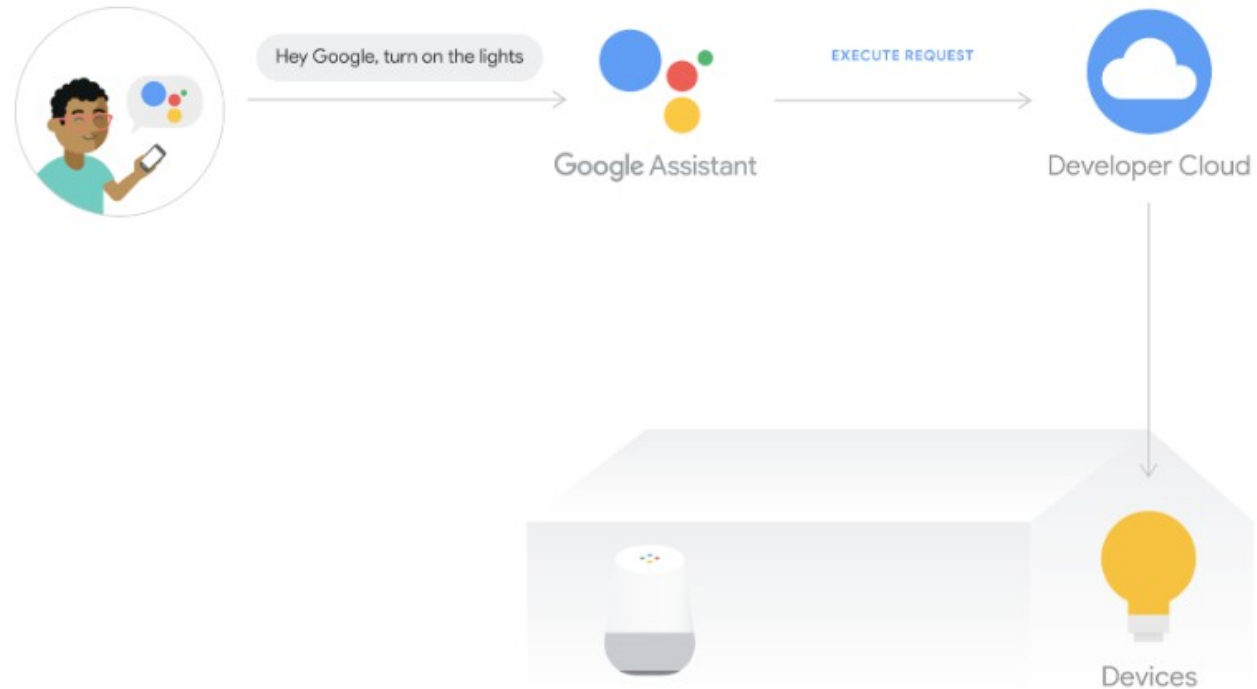 Hey Google, turn on the lights
EXECUTE REQUEST
Google Assistant
Developer Cloud
Devices